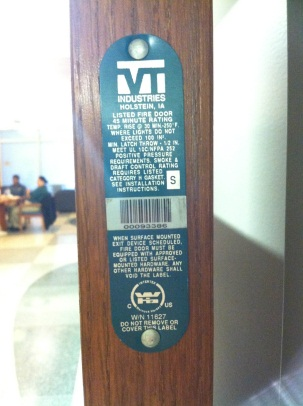 VT
INDUSTRIES
HOLSTEIN, IA
LISTED FIRE DOOR
45 MINUTE RATING
TEMP. RISE @ 30 MIN.-250°F.
WHERE LIGHTS DO NOT
EXCEED 100 IN².
MIN. LATCH THROW - 1/2 IN.
MEET UL 10C NFPA 252
POSITIVE PRESSURE
REQUIREMENTS. SMOKE &
DRAFT CONTROL RATING
REQUIRES LISTED
CATEGORY H GASKET.
SEE INSTALLATION
INSTRUCTIONS.
S
00093386
WHEN SURFACE MOUNTED
EXIT DEVICE SCHEDULED,
FIRE DOOR MUST BE
EQUIPPED WITH APPROVED
OR LISTED SURFACE-
MOUNTED HARDWARE. ANY
OTHER HARDWARE SHALL
VOID THE LABEL.
C US
W/N 11627
DO NOT REMOVE OR
COVER THIS LABEL